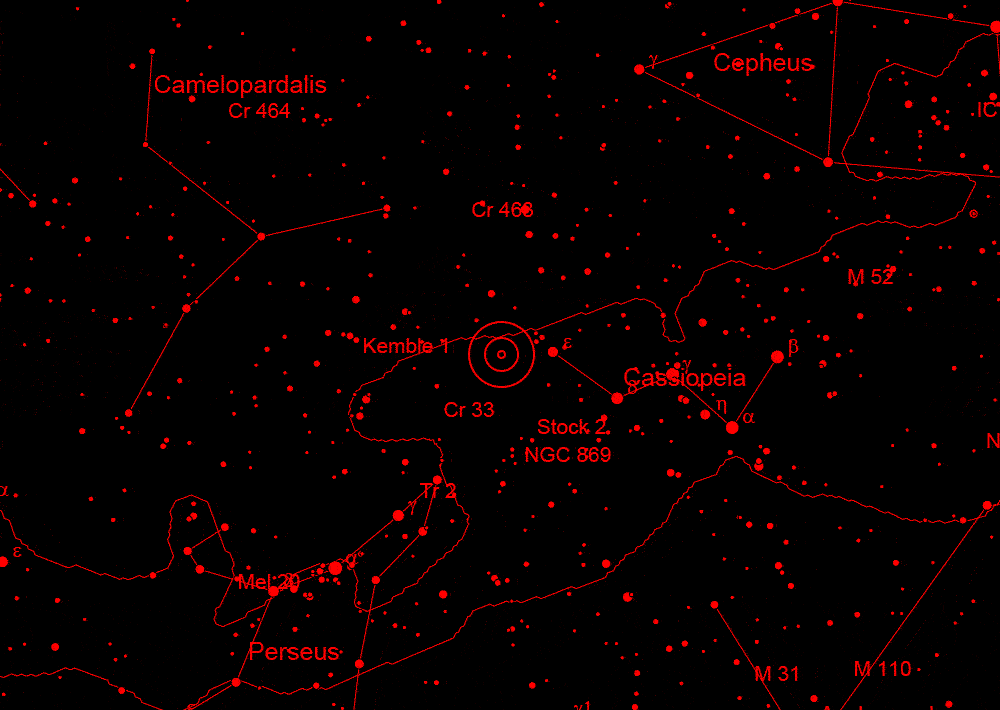 γ
Cepheus
Camelopardalis
Cr 464
IC
Cr 463
M 52
Kemble 1
ε
β
γ
Cassiopeia
δ
η
Cr 33
α
Stock 2
NGC 869
N
α
Tr 2
γ
ε
α
Mel 20
Perseus
M 31
M 110
γ1